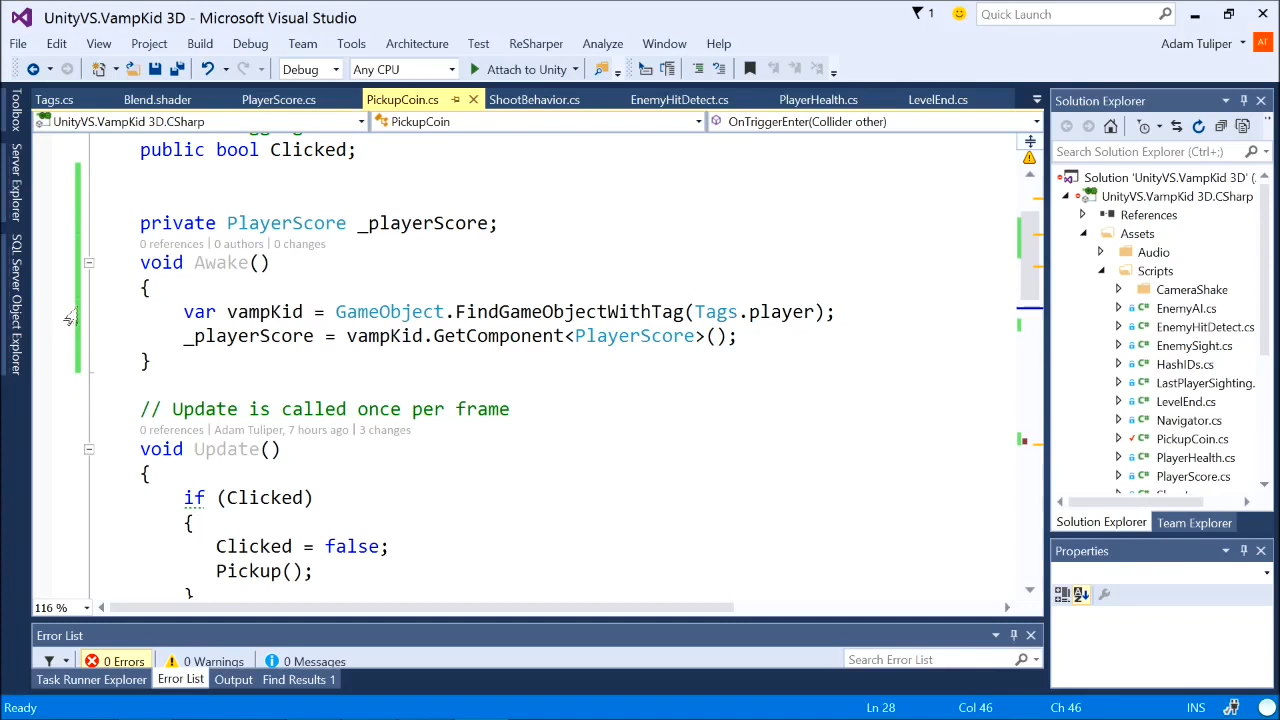 UnityVS.VampKid 3D - Microsoft Visual Studio
1
Quick Launch
File Edit View Project Build Debug Team Tools Architecture Test ReSharper Analyze Window Help
Adam Tuliper AT
Debug Any CPU Attach to Unity
Toolbox
Server Explorer
SQL Server Object Explorer
Tags.cs Blend.shader PlayerScore.cs PickupCoin.cs ShootBehavior.cs EnemyHitDetect.cs PlayerHealth.cs LevelEnd.cs
UnityVS.VampKid 3D.CSharp PickupCoin OnTriggerEnter(Collider other)
public bool Clicked;
private PlayerScore _playerScore;
0 references | 0 authors | 0 changes
void Awake()
{
var vampKid = GameObject.FindGameObjectWithTag(Tags.player);
_playerScore = vampKid.GetComponent<PlayerScore>();
}
// Update is called once per frame
0 references | Adam Tuliper, 7 hours ago | 3 changes
void Update()
{
if (Clicked)
{
Clicked = false;
Pickup();
}
116 %
Error List
0 Errors 0 Warnings 0 Messages Search Error List
Task Runner Explorer Error List Output Find Results 1
Solution Explorer
Search Solution Explorer (Ctrl+;)
Solution 'UnityVS.VampKid 3D' (
UnityVS.VampKid 3D.CSharp
References
Assets
Audio
Scripts
CameraShake
EnemyAI.cs
EnemyHitDetect.cs
EnemySight.cs
HashIDs.cs
LastPlayerSighting.
LevelEnd.cs
Navigator.cs
PickupCoin.cs
PlayerHealth.cs
PlayerScore.cs
Solution Explorer Team Explorer
Properties
Ready Ln 28 Col 46 Ch 46 INS